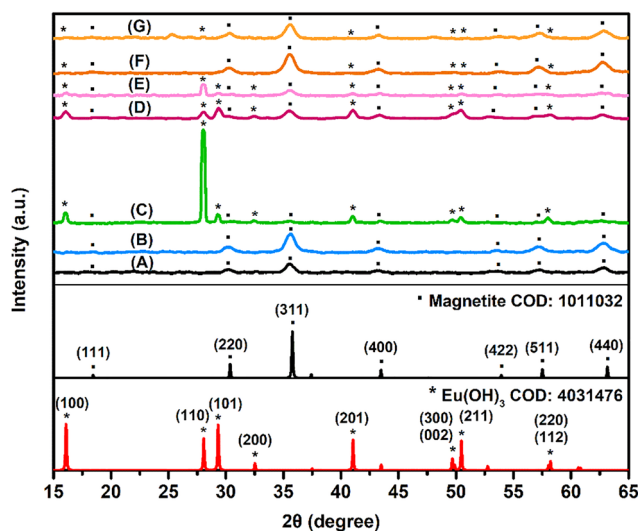 (G)
(F)
(E)
(D)
(C)
(B)
(A)
Intensity (a.u.)
▪ Magnetite COD: 1011032
(311)
(111) (220) (400) (422) (511) (440)
* Eu(OH)₃ COD: 4031476
(100) (110) (101) (200) (201) (300) (211) (220)
(002) (112)
15 20 25 30 35 40 45 50 55 60 65
2θ (degree)